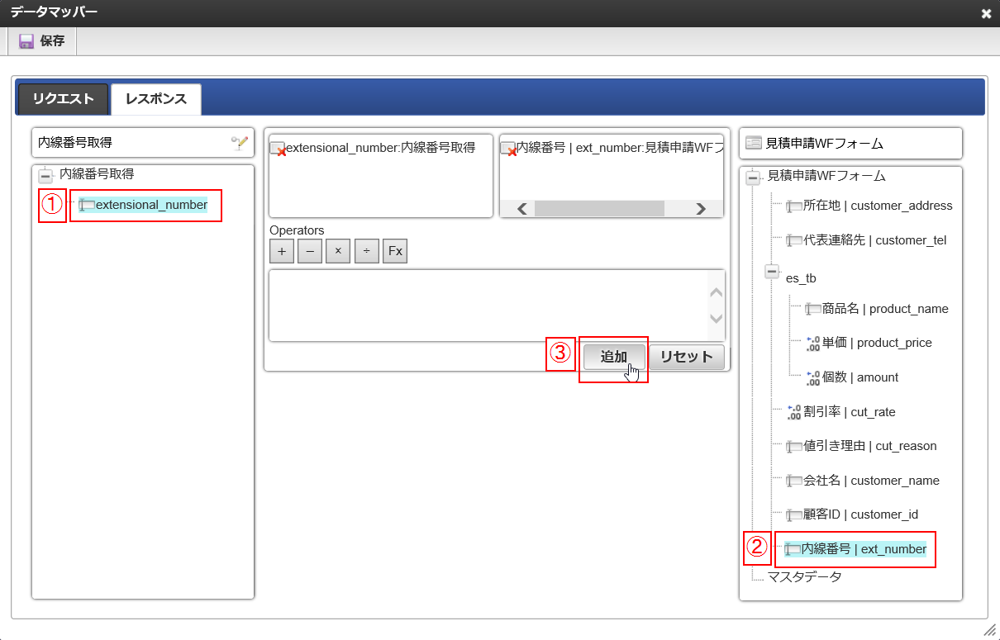 データマッパー
保存
リクエスト
レスポンス
内線番号取得
内線番号取得
①
extensional_number
extensional_number:内線番号取得
内線番号 | ext_number:見積申請WFフ
Operators
+ − × ÷ Fx
③
追加
リセット
見積申請WFフォーム
見積申請WFフォーム
所在地 | customer_address
代表連絡先 | customer_tel
es_tb
商品名 | product_name
単価 | product_price
個数 | amount
割引率 | cut_rate
値引き理由 | cut_reason
会社名 | customer_name
顧客ID | customer_id
②
内線番号 | ext_number
マスタデータ